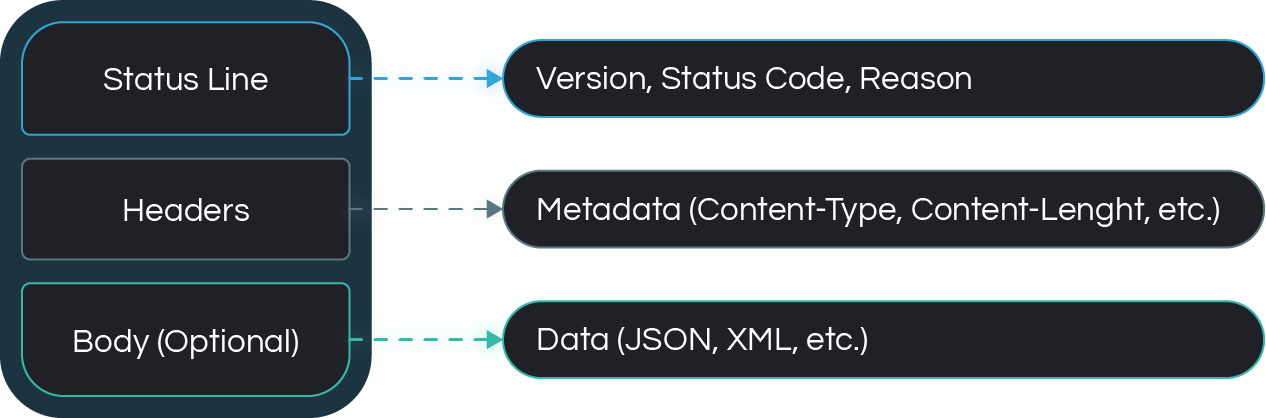 Status Line
Version, Status Code, Reason
Headers
Metadata (Content-Type, Content-Lenght, etc.)
Body (Optional)
Data (JSON, XML, etc.)